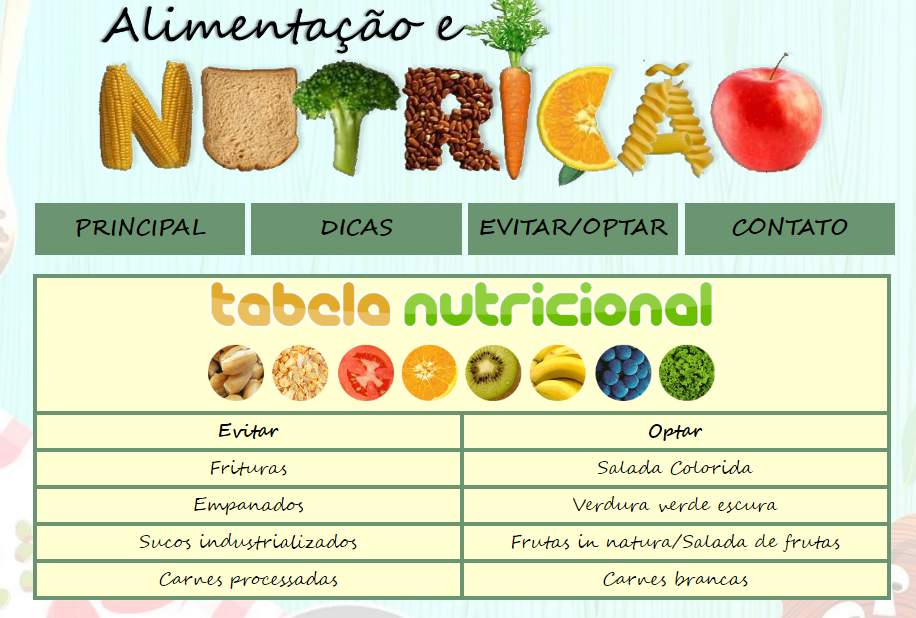 Alimentação e
NUTRIÇÃO
PRINCIPAL DICAS EVITAR/OPTAR CONTATO
tabela nutricional
Evitar Optar
Frituras Salada Colorida
Empanados Verdura verde escura
Sucos industrializados Frutas in natura/Salada de frutas
Carnes processadas Carnes brancas